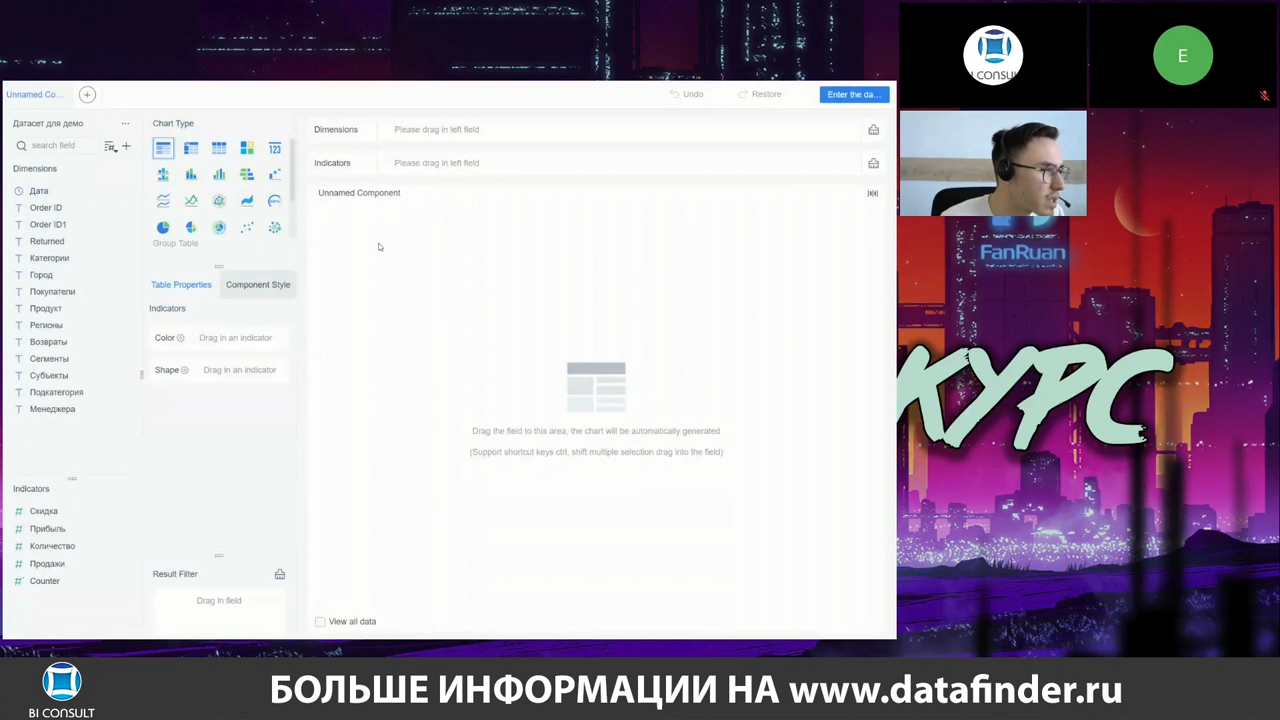 Unnamed Co...
+
Undo
Restore
Enter the da...
Датасет для демо
...
search field
Dimensions
Дата
Order ID
Order ID1
Returned
Категории
Город
Покупатели
Продукт
Регионы
Возвраты
Сегменты
Субъекты
Подкатегория
Менеджера
Indicators
Скидка
Прибыль
Количество
Продажи
Counter
Chart Type
123
Group Table
Table Properties
Component Style
Indicators
Color
Drag in an indicator
Shape
Drag in an indicator
Result Filter
Drag in field
Dimensions
Please drag in left field
Indicators
Please drag in left field
Unnamed Component
Drag the field to this area, the chart will be automatically generated
(Support shortcut keys ctrl, shift multiple selection drag into the field)
View all data
BI CONSULT
E
FanRuan
КУРС
BI CONSULT
БОЛЬШЕ ИНФОРМАЦИИ НА www.datafinder.ru